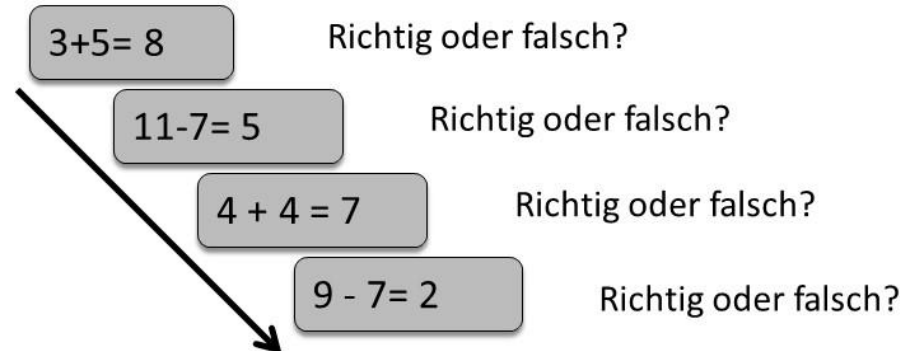 3+5= 8 Richtig oder falsch?
11-7= 5 Richtig oder falsch?
4 + 4 = 7 Richtig oder falsch?
9 - 7= 2 Richtig oder falsch?